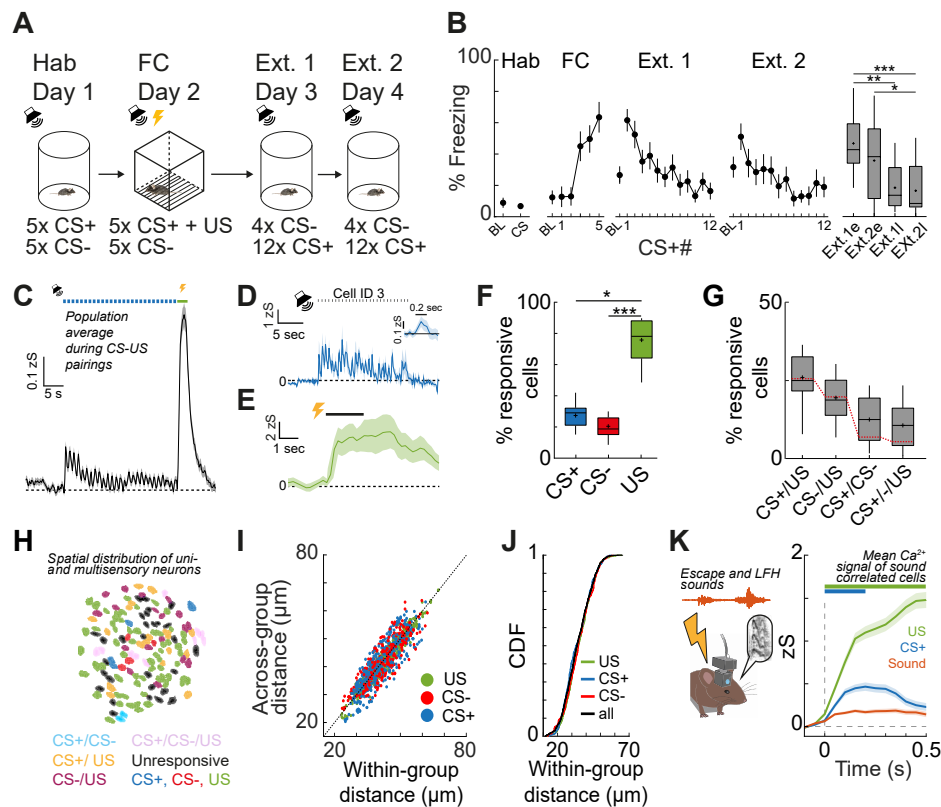 A
Hab
Day 1
FC
Day 2
Ext. 1
Day 3
Ext. 2
Day 4
5x CS+
5x CS-
5x CS+ + US
5x CS-
4x CS-
12x CS+
4x CS-
12x CS+
B
Hab
FC
Ext. 1
Ext. 2
***
**
*
100
0
% Freezing
BL
CS
BL
1
5
BL
1
12
BL
1
12
CS+#
Ext.1e
Ext.2e
Ext.1l
EXt.2l
C
Population
average
during CS-US
pairings
0.1 zS
5 s
D
Cell ID 3
1 zS
5 sec
0.2 sec
1 zS
0
E
2 zS
1 sec
0
F
*
***
100
0
% responsive
cells
CS+
CS-
US
G
50
0
% responsive
cells
CS+/US
CS-/US
CS+/CS-
CS+/-/US
H
Spatial distribution of uni-
and multisensory neurons
CS+/CS-
CS+/CS-/US
CS+/ US
Unresponsive
CS-/US
CS+, CS-, US
I
80
20
Across-group
distance (µm)
US
CS-
CS+
20
80
Within-group
distance (µm)
J
1
0
CDF
US
CS+
CS-
all
20
70
Within-group
distance (µm)
K
Escape and LFH
sounds
Mean Ca²⁺
signal of sound
correlated cells
2
0
zS
US
CS+
Sound
0
0.5
Time (s)